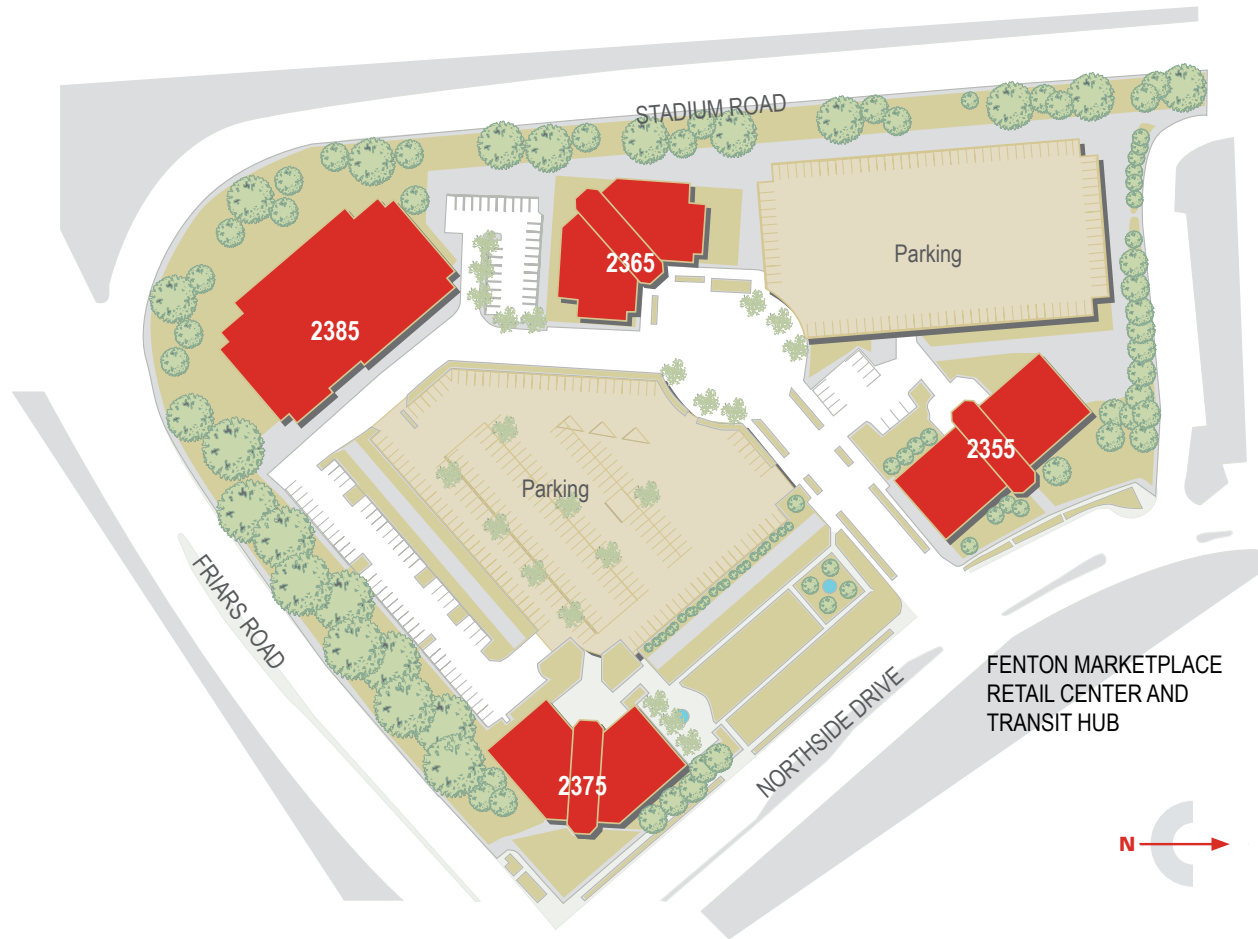 STADIUM ROAD
Parking
2365
2385
2355
Parking
FRIARS ROAD
FENTON MARKETPLACE
RETAIL CENTER AND
TRANSIT HUB
NORTHSIDE DRIVE
2375
N